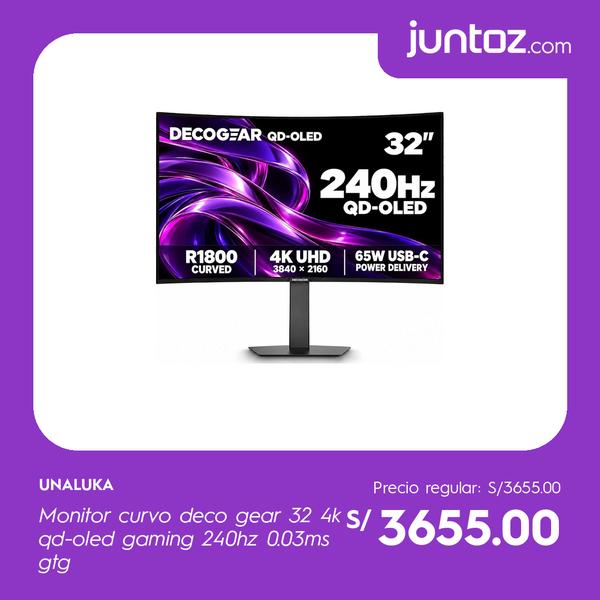 juntoz.com
DECOGEAR QD-OLED
32"
240Hz
QD-OLED
R1800
CURVED
4K UHD
3840 × 2160
65W USB-C
POWER DELIVERY
UNALUKA
Monitor curvo deco gear 32 4k
qd-oled gaming 240hz 0.03ms
gtg
Precio regular: S/3655.00
S/ 3655.00